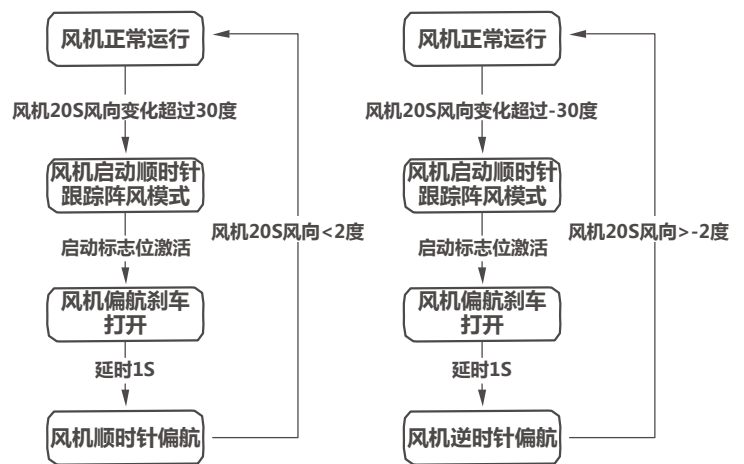 风机正常运行
风机20S风向变化超过30度
风机启动顺时针
跟踪阵风模式
启动标志位激活
风机20S风向<2度
风机偏航刹车
打开
延时1S
风机顺时针偏航
风机正常运行
风机20S风向变化超过-30度
风机启动顺时针
跟踪阵风模式
启动标志位激活
风机20S风向>-2度
风机偏航刹车
打开
延时1S
风机逆时针偏航